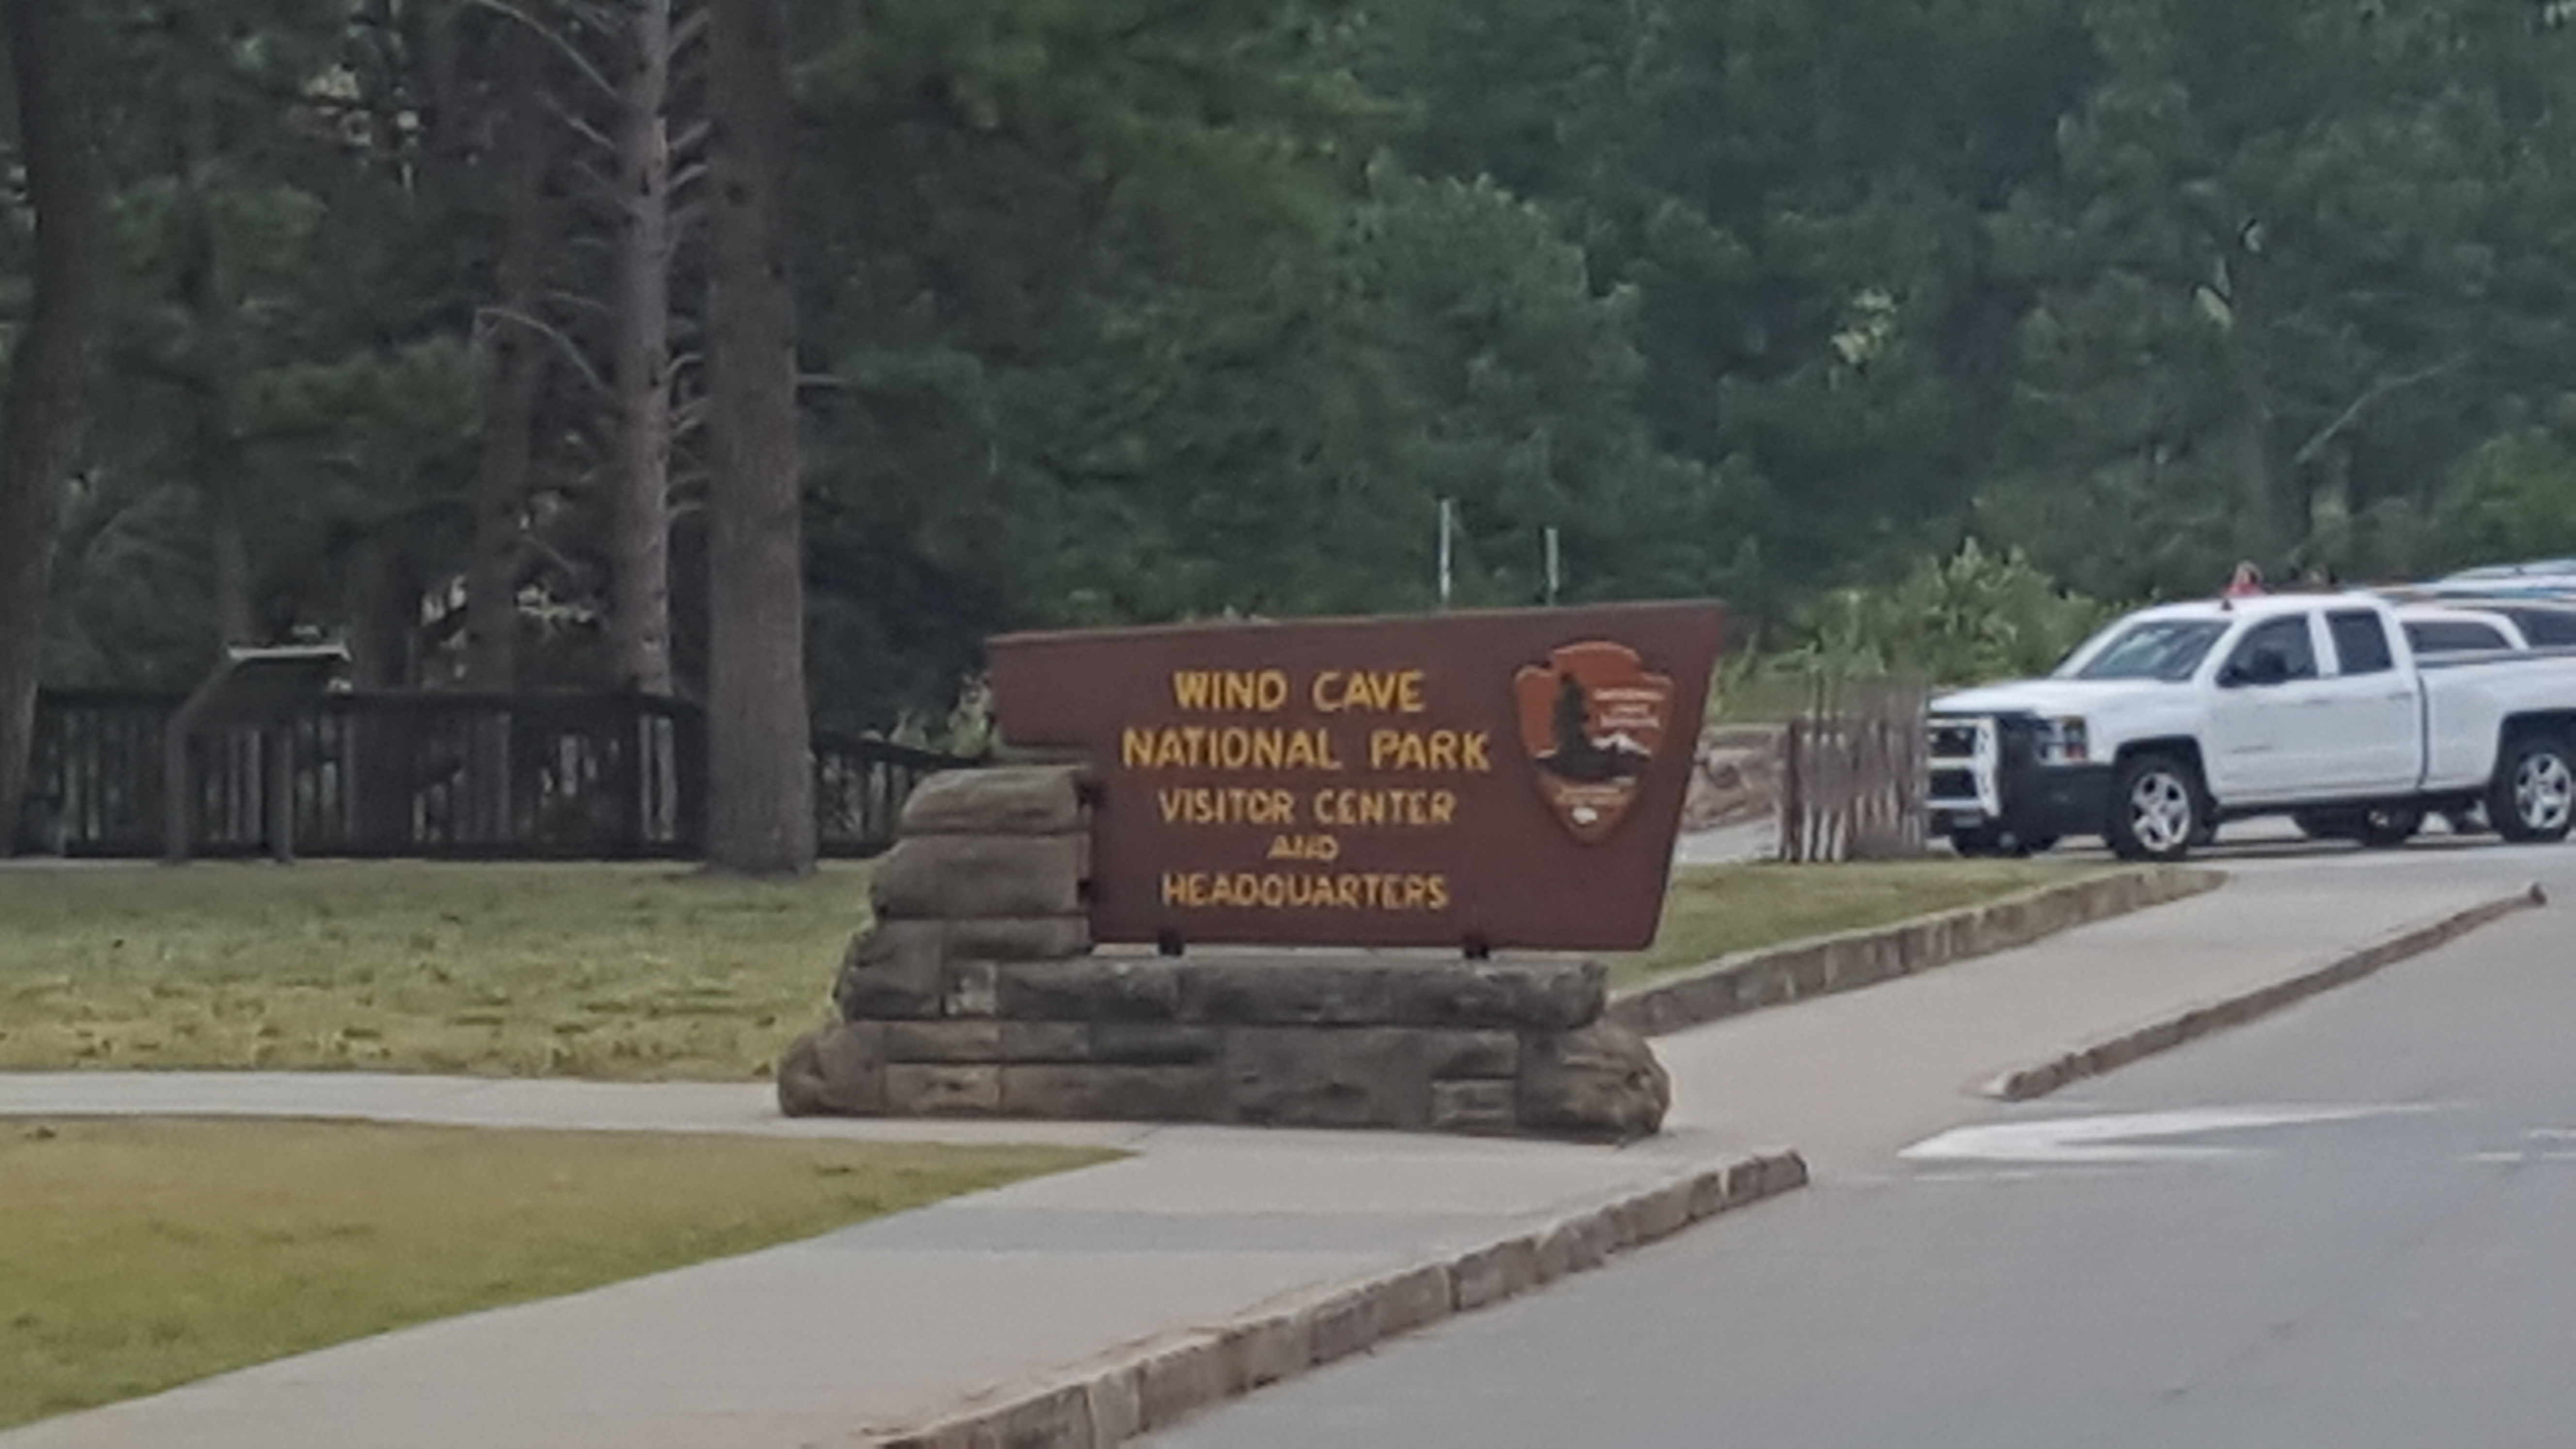 WIND CAVE
NATIONAL PARK
VISITOR CENTER
AND
HEADQUARTERS